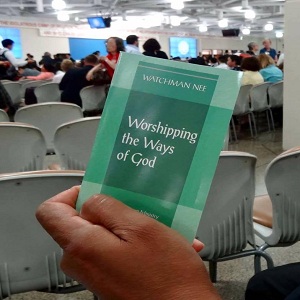 WATCHMAN NEE
Worshipping
the Ways
of God